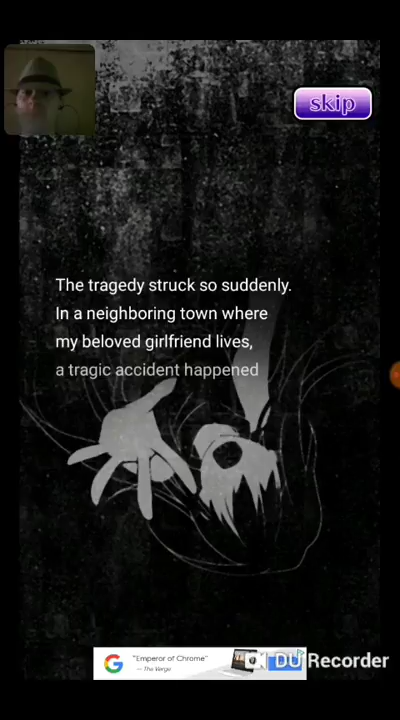 skip
The tragedy struck so suddenly.
In a neighboring town where
my beloved girlfriend lives,
a tragic accident happened
"Emperor of Chrome"
— The Verge
DU Recorder